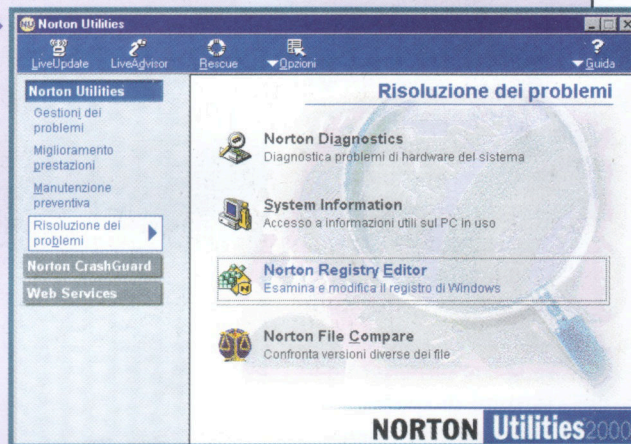 Norton Utilities
LiveUpdate LiveAdvisor Rescue Opzioni ? Guida
Norton Utilities
Gestioni dei
problemi
Miglioramento
prestazioni
Manutenzione
preventiva
Risoluzione dei
problemi
Norton CrashGuard
Web Services
Risoluzione dei problemi
Norton Diagnostics
Diagnostica problemi di hardware del sistema
System Information
Accesso a informazioni utili sul PC in uso
Norton Registry Editor
Esamina e modifica il registro di Windows
Norton File Compare
Confronta versioni diverse dei file
NORTON Utilities 2000